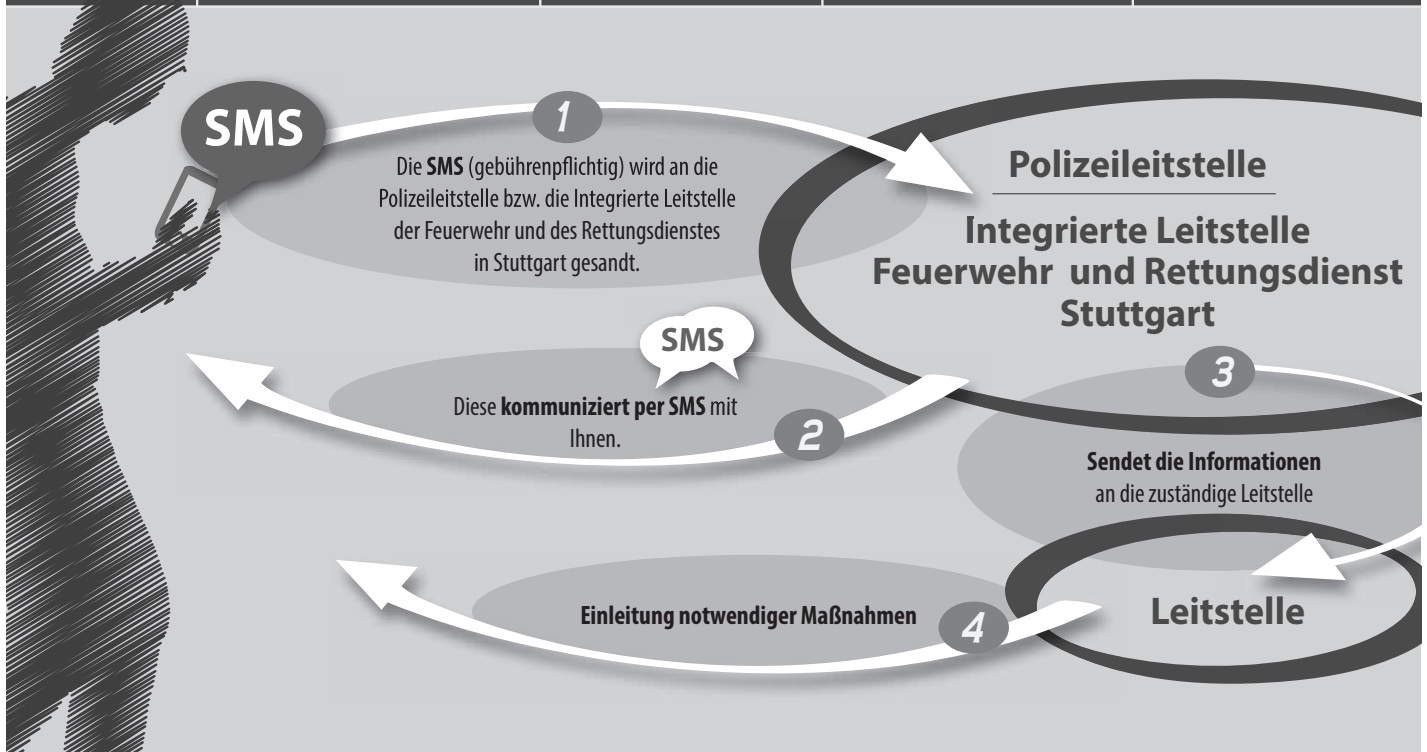 SMS
1
Die SMS (gebührenpflichtig) wird an die
Polizeileitstelle bzw. die Integrierte Leitstelle
der Feuerwehr und des Rettungsdienstes
in Stuttgart gesandt.
Polizeileitstelle
Integrierte Leitstelle
Feuerwehr und Rettungsdienst
Stuttgart
SMS
Diese kommuniziert per SMS mit
Ihnen.
2
3
Sendet die Informationen
an die zuständige Leitstelle
Einleitung notwendiger Maßnahmen
4
Leitstelle